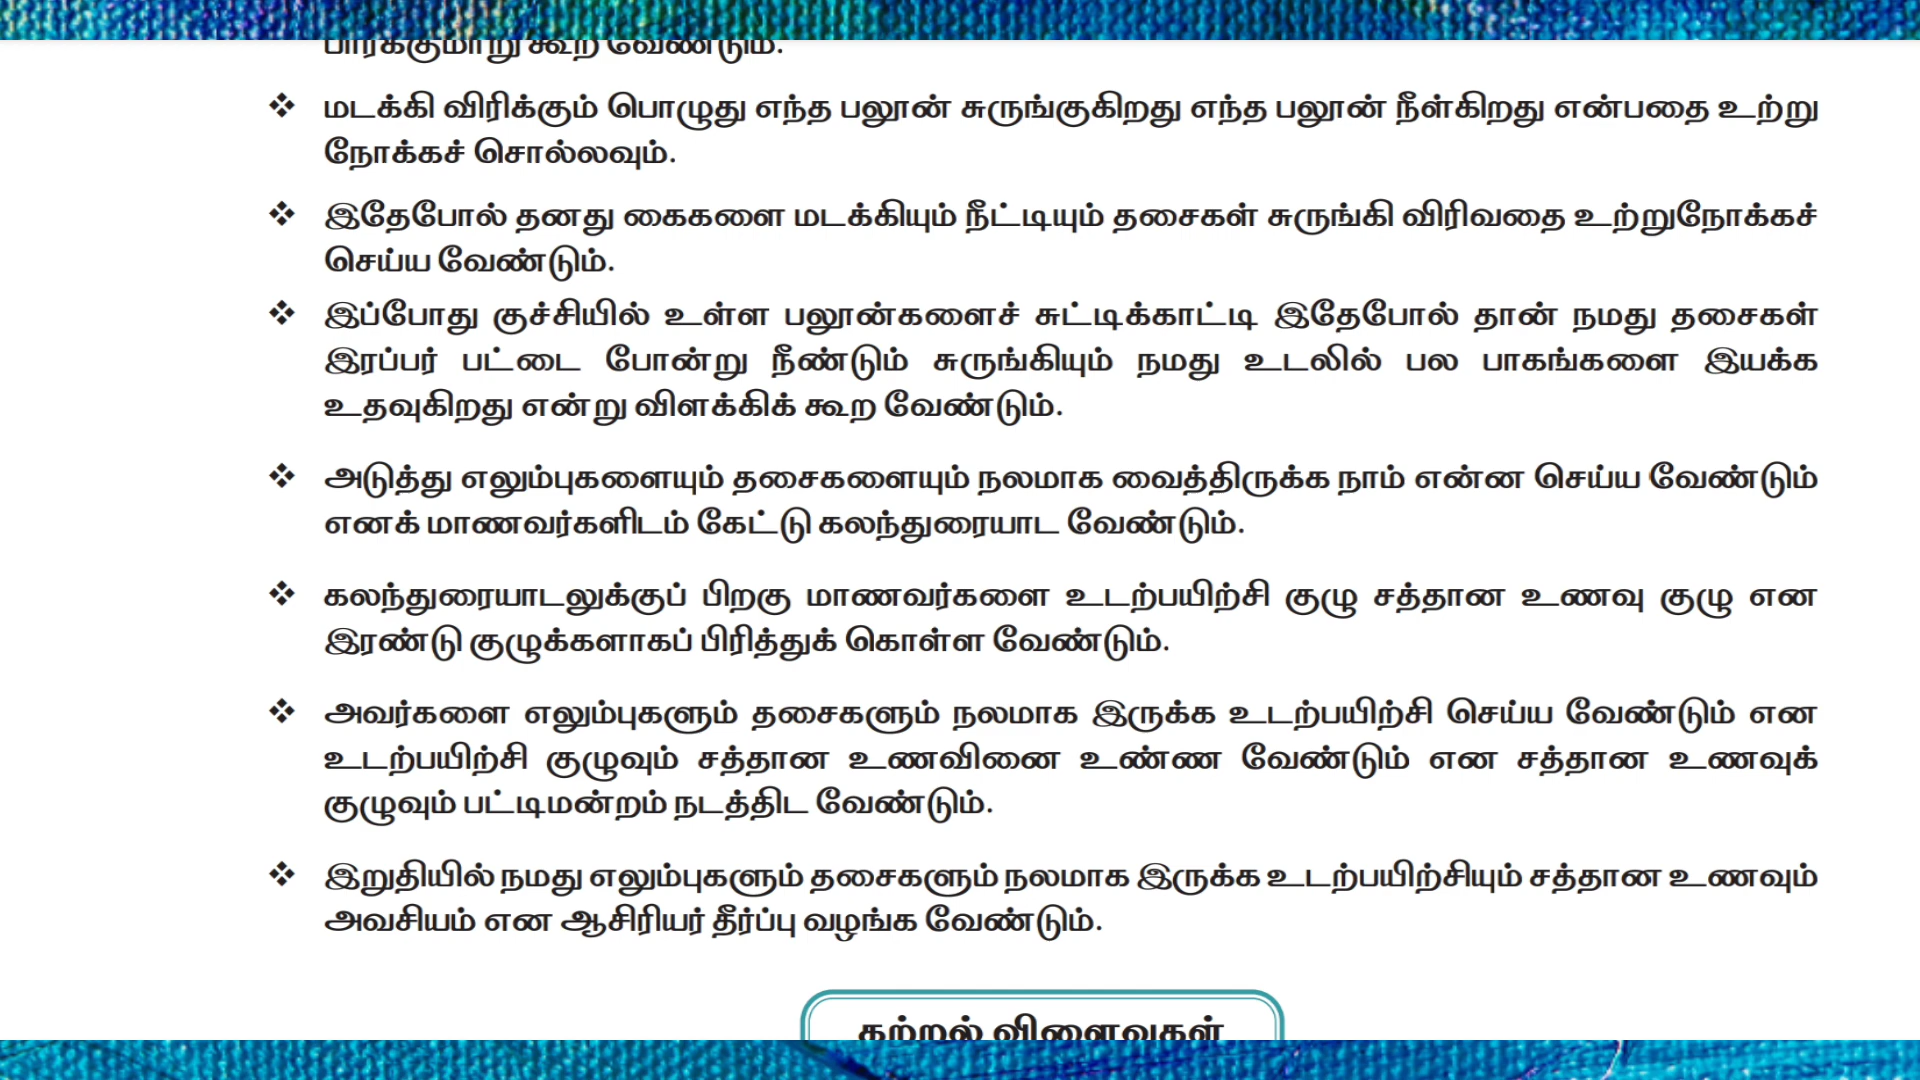 பார்க்குமாறு கூற வேண்டும்.
❖ மடக்கி விரிக்கும் பொழுது எந்த பலூன் சுருங்குகிறது எந்த பலூன் நீள்கிறது என்பதை உற்று
நோக்கச் சொல்லவும்.
❖ இதேபோல் தனது கைகளை மடக்கியும் நீட்டியும் தசைகள் சுருங்கி விரிவதை உற்றுநோக்கச்
செய்ய வேண்டும்.
❖ இப்போது குச்சியில் உள்ள பலூன்களைச் சுட்டிக்காட்டி இதேபோல் தான் நமது தசைகள்
இரப்பர் பட்டை போன்று நீண்டும் சுருங்கியும் நமது உடலில் பல பாகங்களை இயக்க
உதவுகிறது என்று விளக்கிக் கூற வேண்டும்.
❖ அடுத்து எலும்புகளையும் தசைகளையும் நலமாக வைத்திருக்க நாம் என்ன செய்ய வேண்டும்
எனக் மாணவர்களிடம் கேட்டு கலந்துரையாட வேண்டும்.
❖ கலந்துரையாடலுக்குப் பிறகு மாணவர்களை உடற்பயிற்சி குழு சத்தான உணவு குழு என
இரண்டு குழுக்களாகப் பிரித்துக் கொள்ள வேண்டும்.
❖ அவர்களை எலும்புகளும் தசைகளும் நலமாக இருக்க உடற்பயிற்சி செய்ய வேண்டும் என
உடற்பயிற்சி குழுவும் சத்தான உணவினை உண்ண வேண்டும் என சத்தான உணவுக்
குழுவும் பட்டிமன்றம் நடத்திட வேண்டும்.
❖ இறுதியில் நமது எலும்புகளும் தசைகளும் நலமாக இருக்க உடற்பயிற்சியும் சத்தான உணவும்
அவசியம் என ஆசிரியர் தீர்ப்பு வழங்க வேண்டும்.
கற்றல் விளைவுகள்